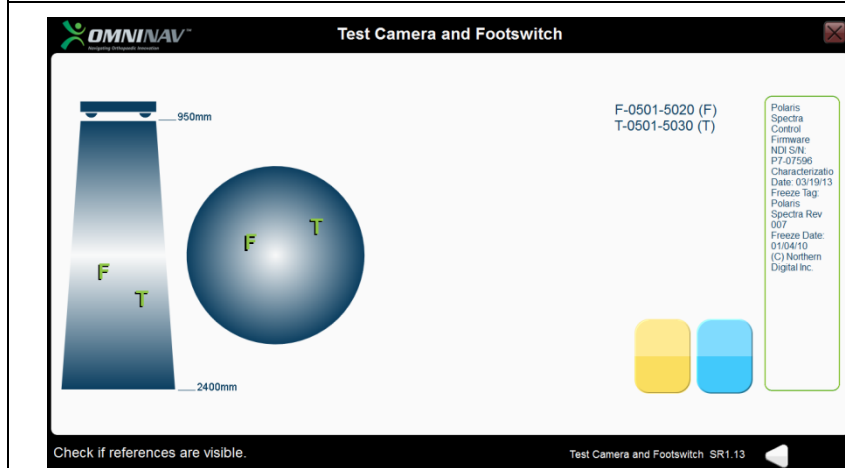 OMNINAV™
Navigating Orthopaedic Innovation
Test Camera and Footswitch
950mm
2400mm
F
T
F
T
F-0501-5020 (F)
T-0501-5030 (T)
Polaris
Spectra
Control
Firmware
NDI S/N:
P7-07596
Characterizatio
Date: 03/19/13
Freeze Tag:
Polaris
Spectra Rev
007
Freeze Date:
01/04/10
(C) Northern
Digital Inc.
Check if references are visible.
Test Camera and Footswitch SR1.13